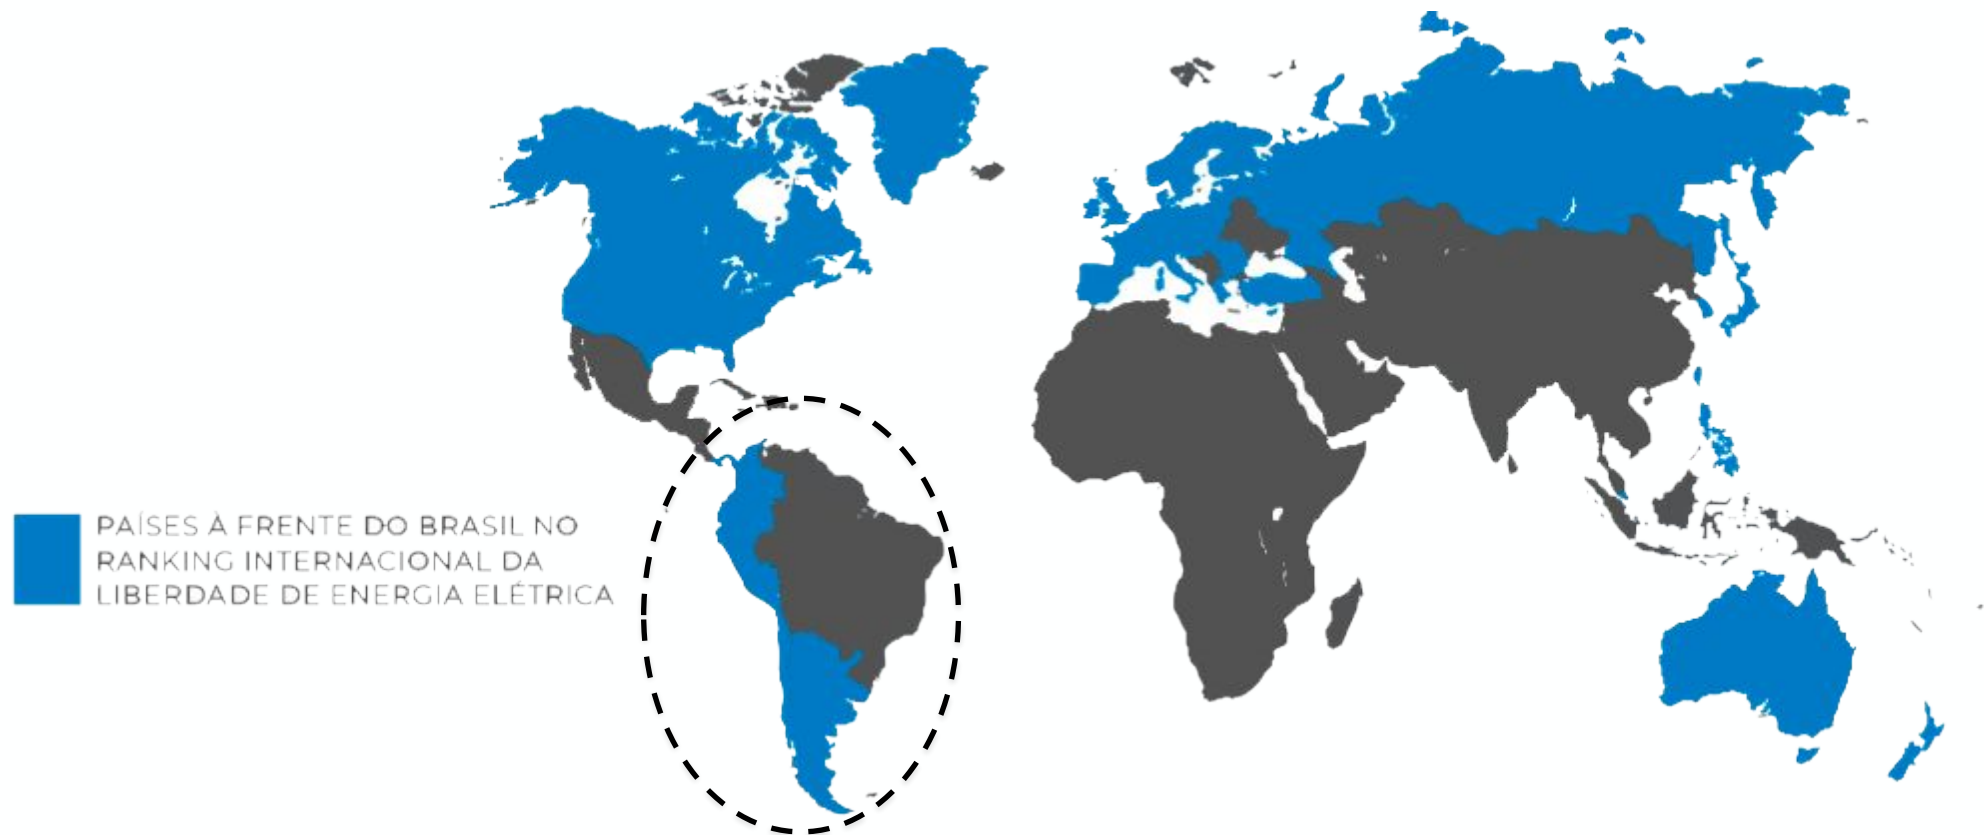 PAÍSES À FRENTE DO BRASIL NO
RANKING INTERNACIONAL DA
LIBERDADE DE ENERGIA ELÉTRICA